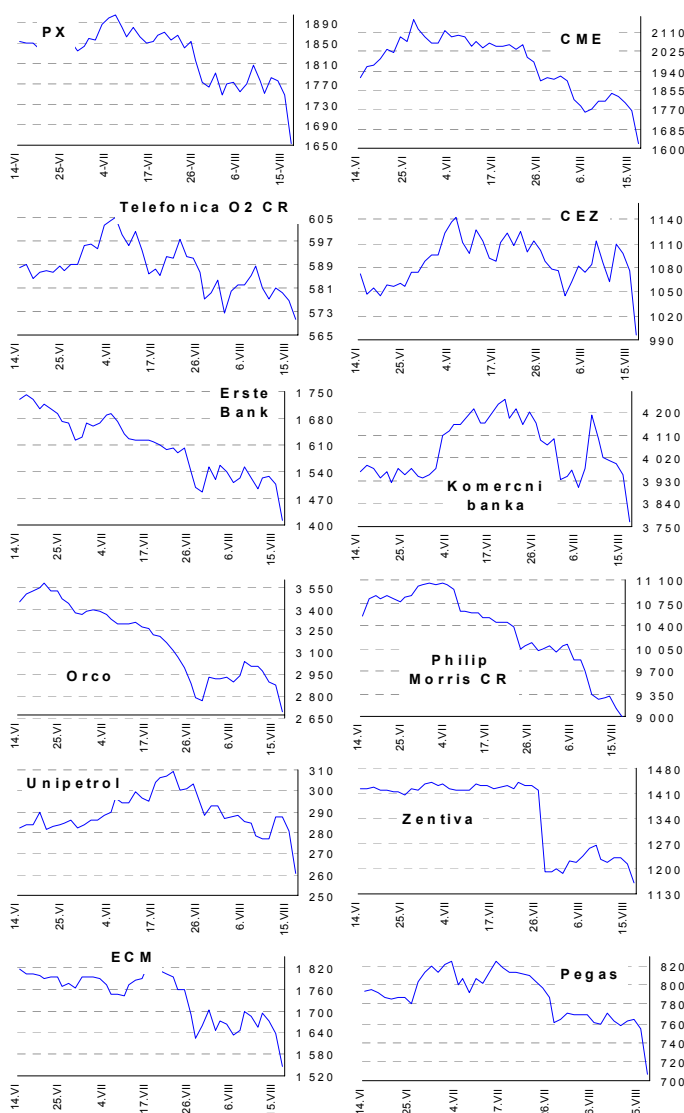 PX
1890
1850
1810
1770
1730
1690
1650
14-VI
25-VI
4-VII
17-VII
26-VII
6-VIII
15-VIII
CME
2110
2025
1940
1855
1770
1685
1600
14.VI
25.VI
4.VII
17.VII
26.VII
6.VIII
15.VIII
Telefonica O2 CR
605
597
589
581
573
565
14.VI
25.VI
4.VII
17.VII
26.VII
6.VIII
15.VIII
CEZ
1140
1110
1080
1050
1020
990
14.VI
25.VI
4.VII
17.VII
26.VII
6.VIII
15.VIII
Erste
Bank
1 750
1 680
1 610
1 540
1 470
1 400
14.VI
25.VI
4.VII
17.VII
26.VII
6.VIII
15.VIII
Komercni
banka
4 200
4 110
4 020
3 930
3 840
3 750
14.VI
25.VI
4.VII
17.VII
26.VII
6.VIII
15.VIII
Orco
3 550
3 400
3 250
3 100
2 950
2 800
2 650
14.VI
25.VI
4.VII
17.VII
26.VII
6.VIII
15.VIII
Philip
Morris CR
11 100
10 750
10 400
10 050
9 700
9 350
9 000
14.VI
25.VI
4.VII
17.VII
26.VII
6.VIII
15.VIII
Unipetrol
310
300
290
280
270
260
250
14.VI
25.VI
4.VII
17.VII
26.VII
6.VIII
15.VIII
Zentiva
1480
1410
1340
1270
1200
1130
14.VI
25.VI
4.VII
17.VII
26.VII
6.VIII
15.VIII
ECM
1 820
1 760
1 700
1 640
1 580
1 520
14.VI
25.VI
4.VII
17.VII
26.VII
6.VIII
15.VIII
Pegas
820
800
780
760
740
720
700
14.VI
25.VI
4.VII
17.VII